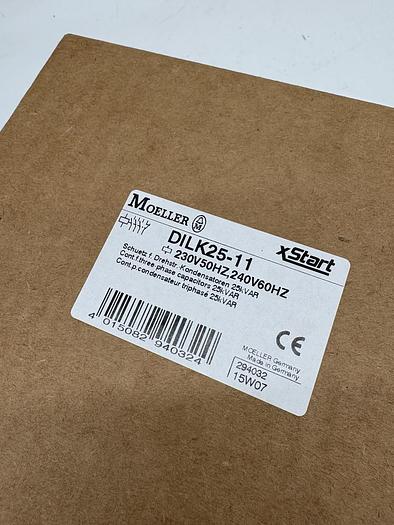 MOELLER
xStart
DILK25-11
230V50HZ,240V60HZ
Schuetz f. Drehstr.Kondensatoren 25kVAR
Cont.f.three-phase capacitors 25kVAR
Cont.p.condensateur triphasé 25kVAR
4 015082 940324
CE
MOELLER Germany
Made in Germany
294032
15W07